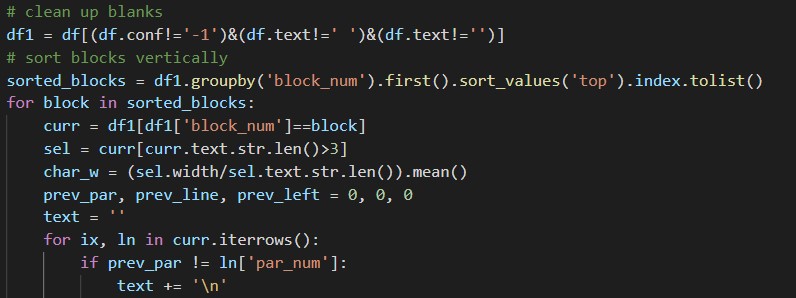 # clean up blanks
df1 = df[(df.conf!='-1')&(df.text!=' ')&(df.text!='')]
# sort blocks vertically
sorted_blocks = df1.groupby('block_num').first().sort_values('top').index.tolist()
for block in sorted_blocks:
    curr = df1[df1['block_num']==block]
    sel = curr[curr.text.str.len()>3]
    char_w = (sel.width/sel.text.str.len()).mean()
    prev_par, prev_line, prev_left = 0, 0, 0
    text = ''
    for ix, ln in curr.iterrows():
        if prev_par != ln['par_num']:
            text += '\n'